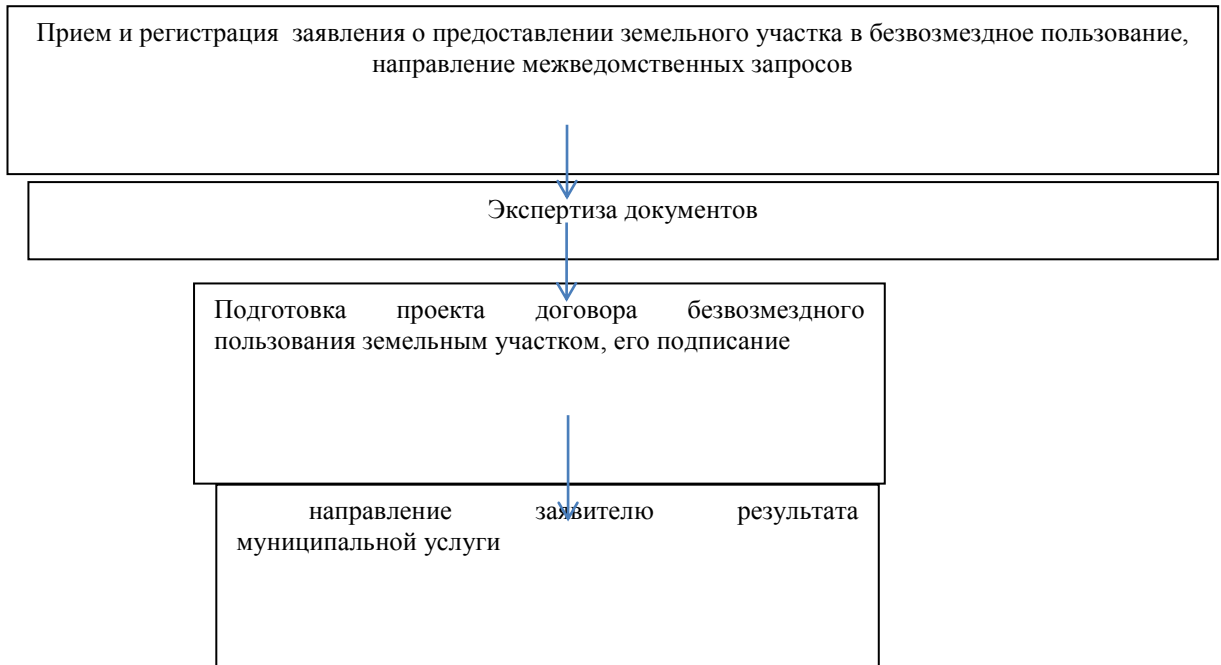 Прием и регистрация  заявления о предоставлении земельного участка в безвозмездное пользование,
направление межведомственных запросов
Экспертиза документов
Подготовка проекта договора безвозмездного
пользования земельным участком, его подписание
направление заявителю результата
муниципальной услуги